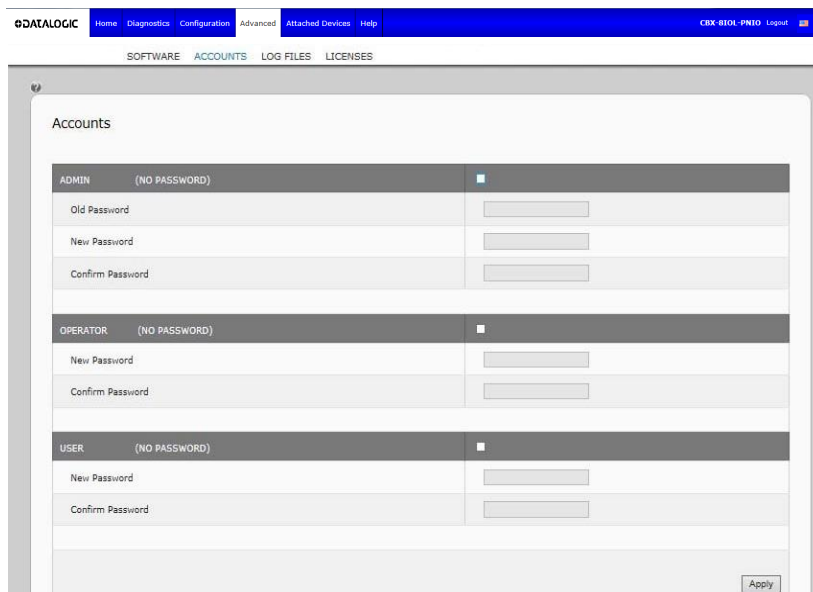 DATALOGIC Home Diagnostics Configuration Advanced Attached Devices Help CBX-8IOL-PNIO Logout
SOFTWARE ACCOUNTS LOG FILES LICENSES
?
Accounts
ADMIN (NO PASSWORD)
Old Password
New Password
Confirm Password
OPERATOR (NO PASSWORD)
New Password
Confirm Password
USER (NO PASSWORD)
New Password
Confirm Password
Apply